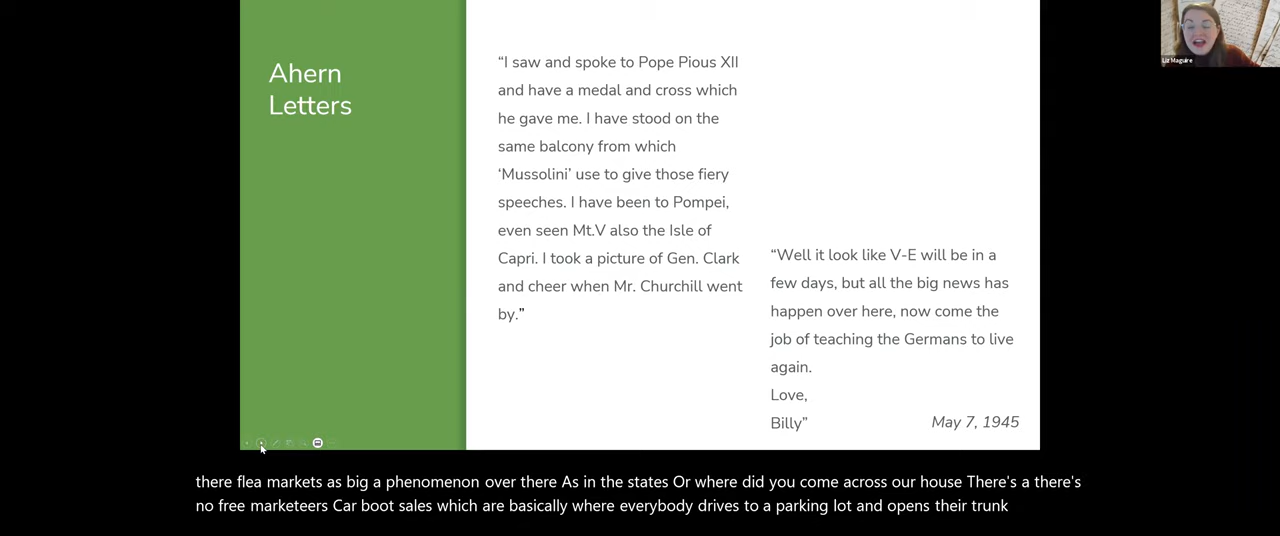 Ahern
Letters
“I saw and spoke to Pope Pious XII
and have a medal and cross which
he gave me. I have stood on the
same balcony from which
‘Mussolini’ use to give those fiery
speeches. I have been to Pompei,
even seen Mt.V also the Isle of
Capri. I took a picture of Gen. Clark
and cheer when Mr. Churchill went
by.”
“Well it look like V-E will be in a
few days, but all the big news has
happen over here, now come the
job of teaching the Germans to live
again.
Love,
Billy”
May 7, 1945
Liz Maguire
there flea markets as big a phenomenon over there As in the states Or where did you come across our house There's a there's
no free marketeers Car boot sales which are basically where everybody drives to a parking lot and opens their trunk